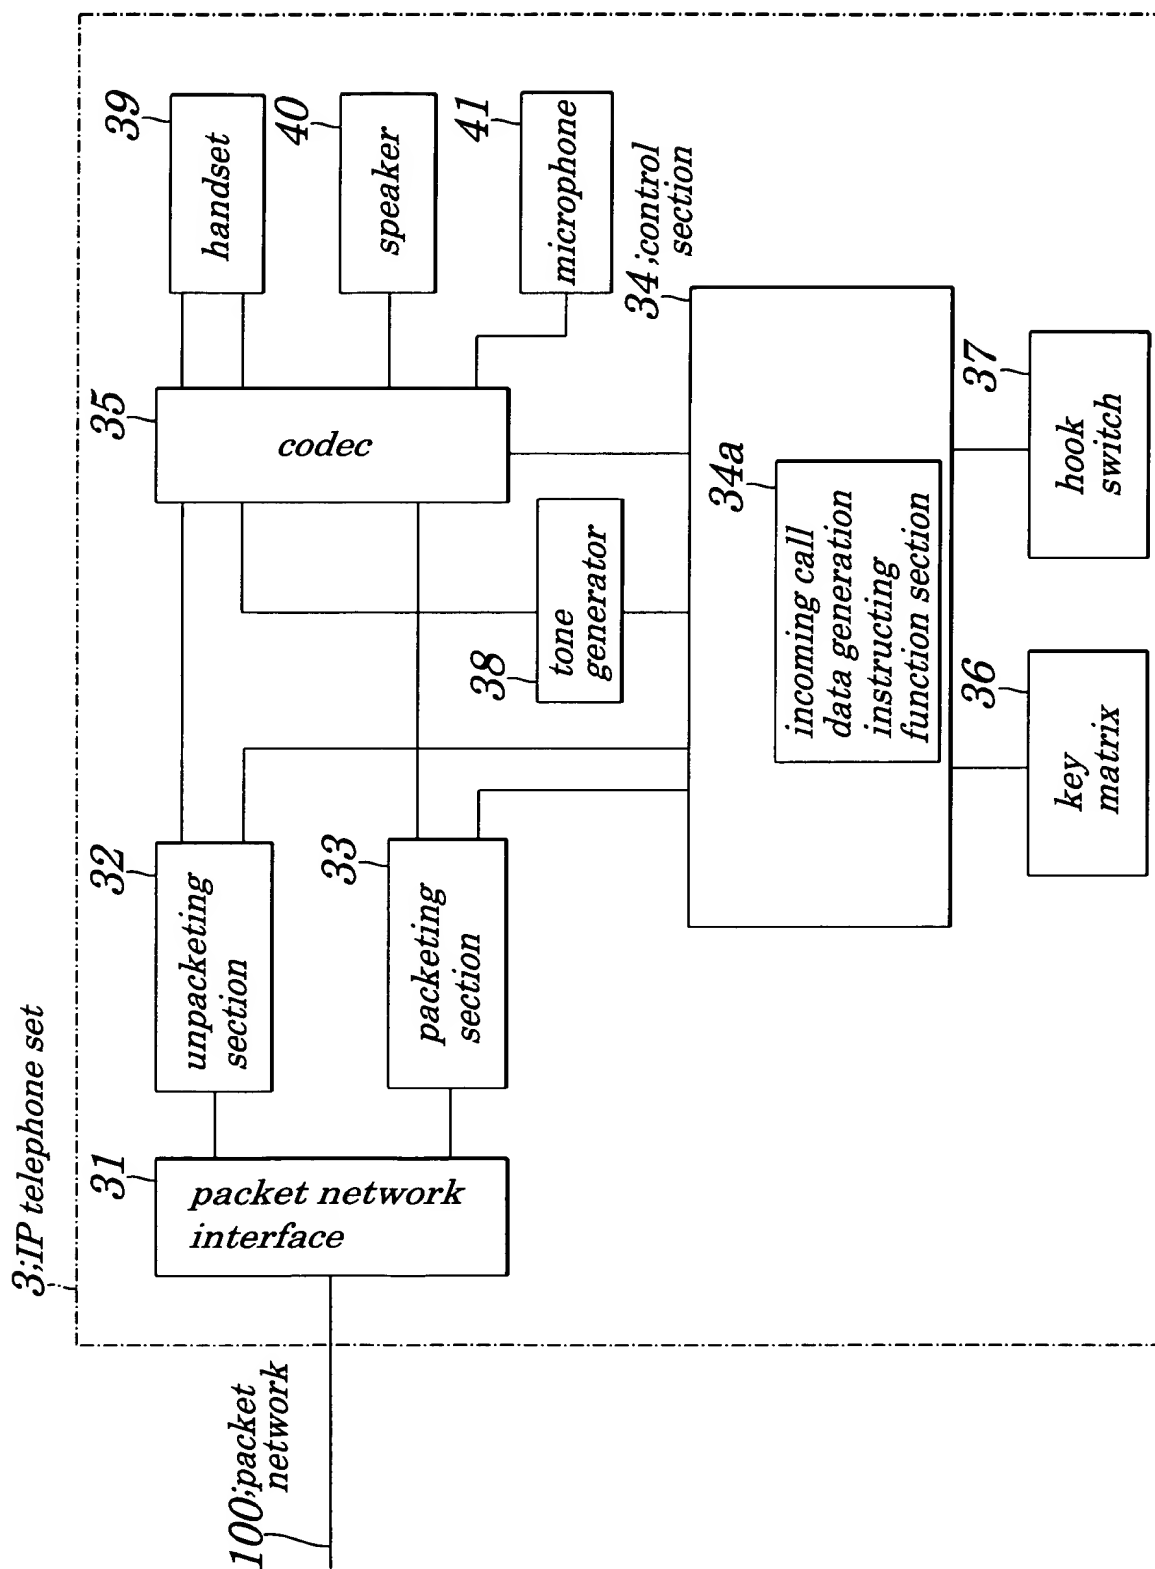 3;IP telephone set
100;packet
network
31
packet network
interface
32
unpacketing
section
33
packeting
section
35
codec
38
tone
generator
39
handset
40
speaker
41
microphone
34;control
section
34a
incoming call
data generation
instructing
function section
36
key
matrix
37
hook
switch